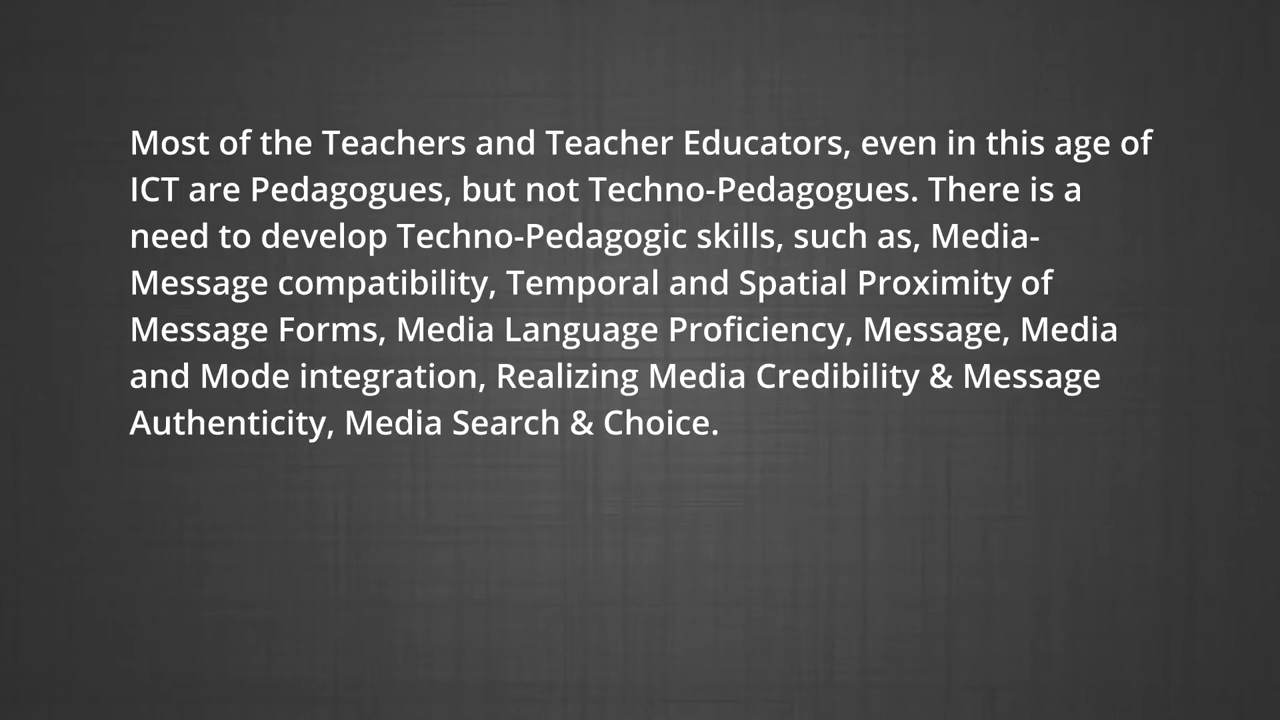 Most of the Teachers and Teacher Educators, even in this age of
ICT are Pedagogues, but not Techno-Pedagogues. There is a
need to develop Techno-Pedagogic skills, such as, Media-
Message compatibility, Temporal and Spatial Proximity of
Message Forms, Media Language Proficiency, Message, Media
and Mode integration, Realizing Media Credibility & Message
Authenticity, Media Search & Choice.